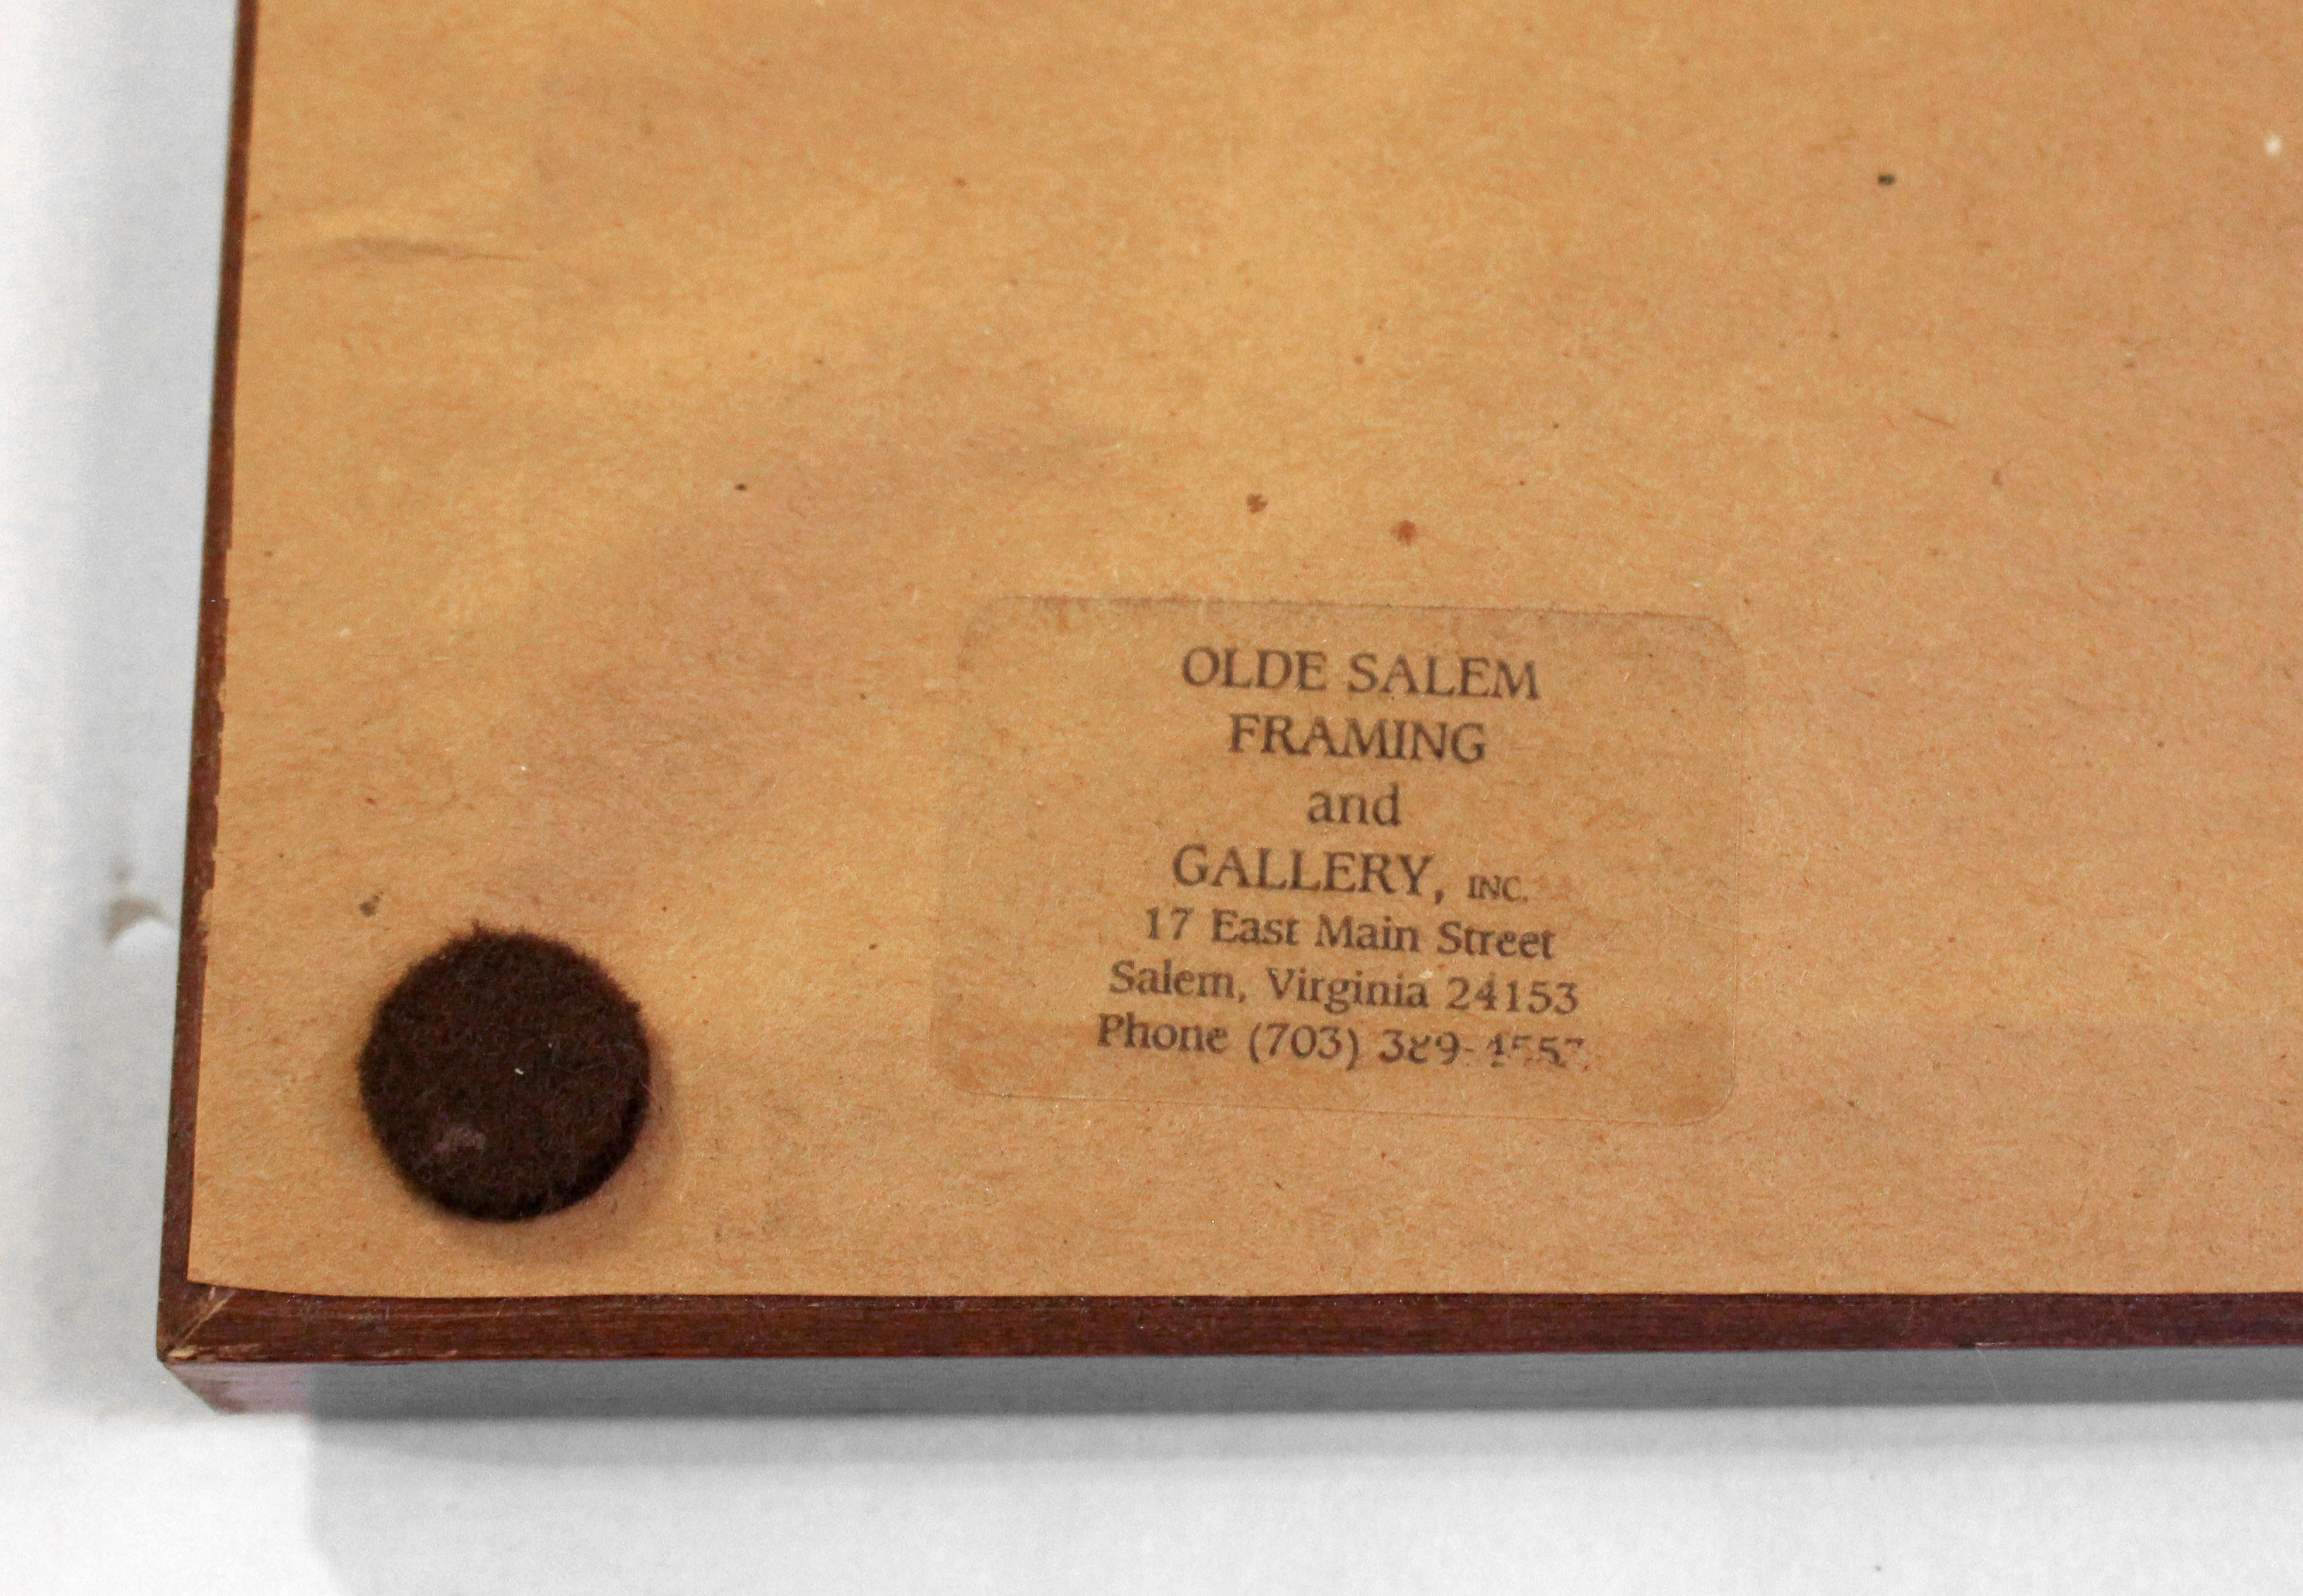 OLDE SALEM
FRAMING
and
GALLERY, INC.
17 East Main Street
Salem, Virginia 24153
Phone (703)